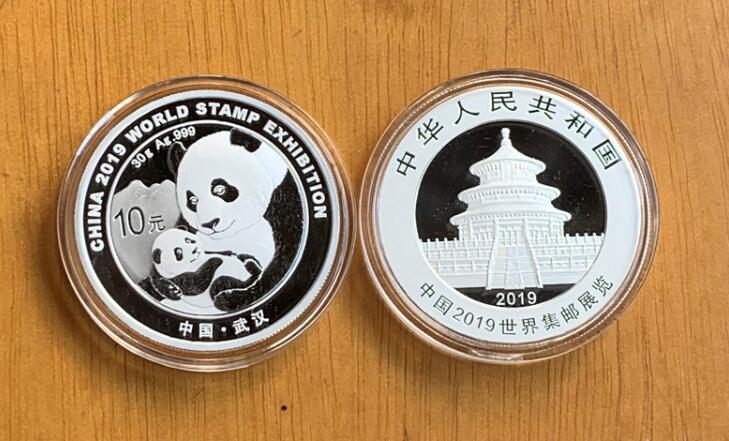 CHINA 2019 WORLD STAMP EXHIBITION
30g Ag.999
10元
中国·武汉
中华人民共和国
2019
中国2019世界集邮展览